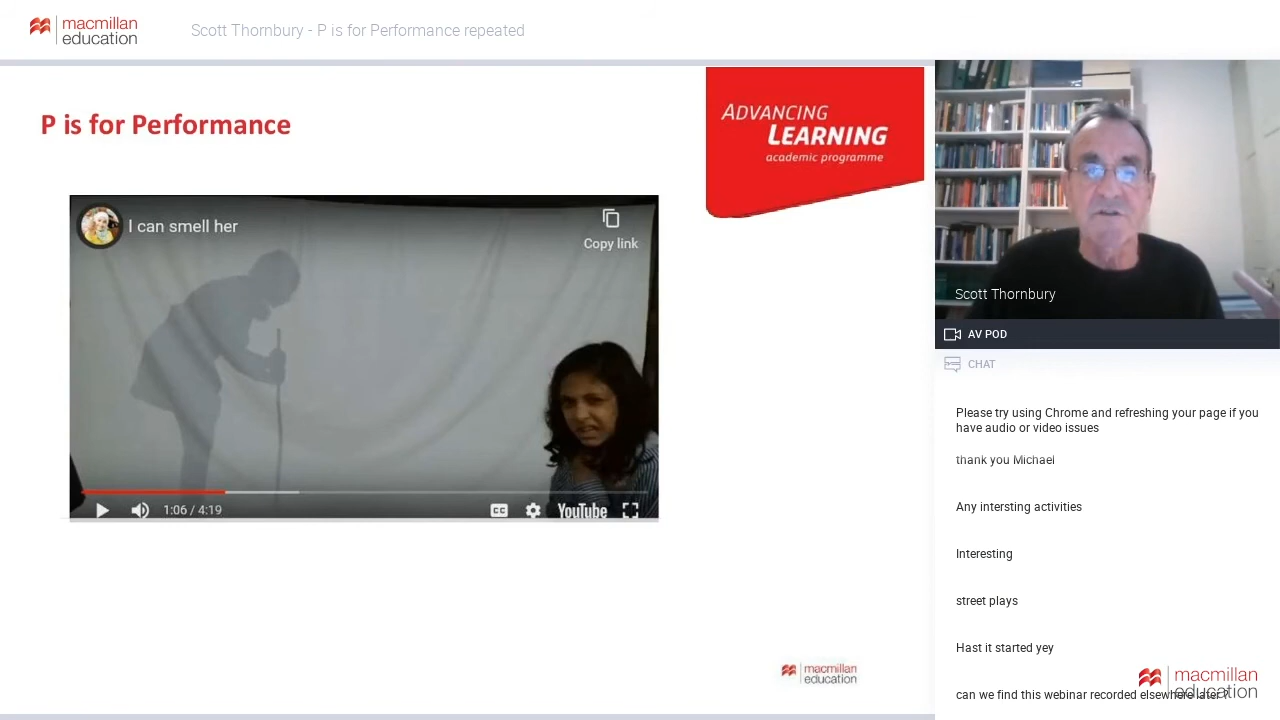 macmillan
education
Scott Thornbury - P is for Performance repeated
P is for Performance
ADVANCING
LEARNING
academic programme
I can smell her
Copy link
1:06 / 4:19
CC
YouTube
macmillan
education
Scott Thornbury
AV POD
CHAT
Please try using Chrome and refreshing your page if you
have audio or video issues
thank you Michael
Any intersting activities
Interesting
street plays
Hast it started yey
can we find this webinar recorded elsewhere later ?
macmillan
education